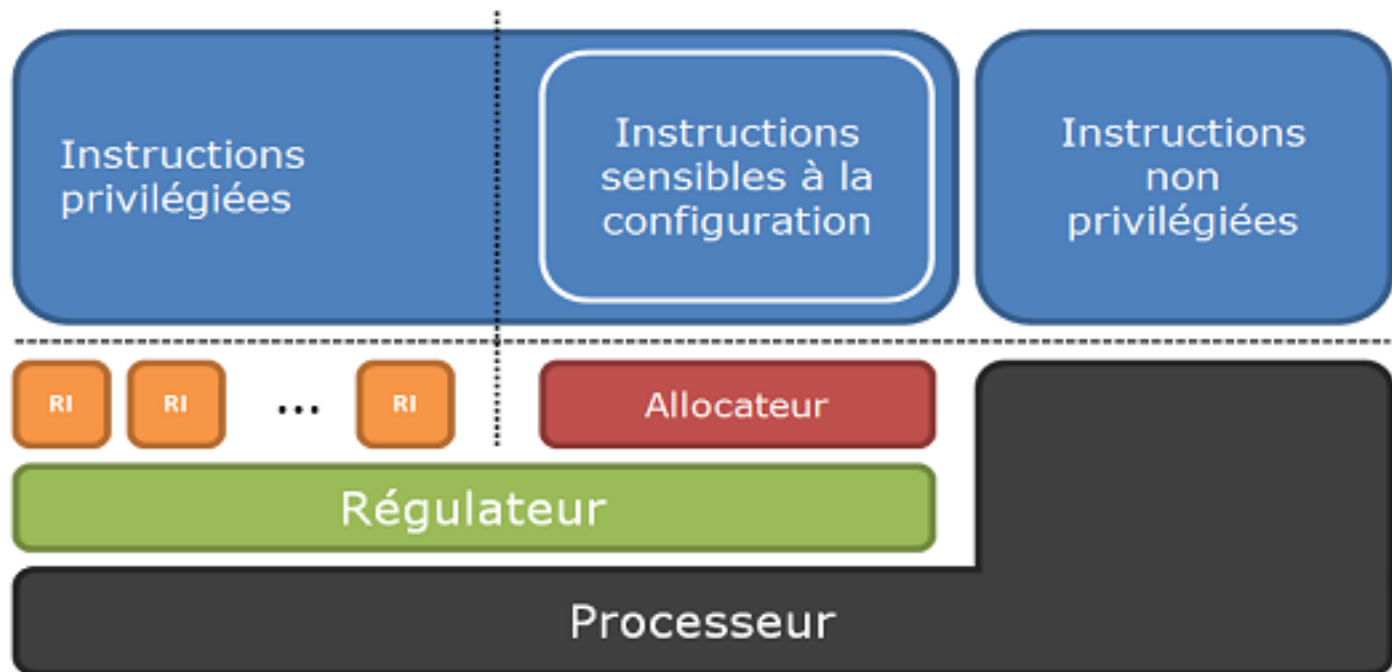 Instructions
privilégiées
Instructions
sensibles à la
configuration
Instructions
non
privilégiées
RI
RI
...
RI
Allocateur
Régulateur
Processeur